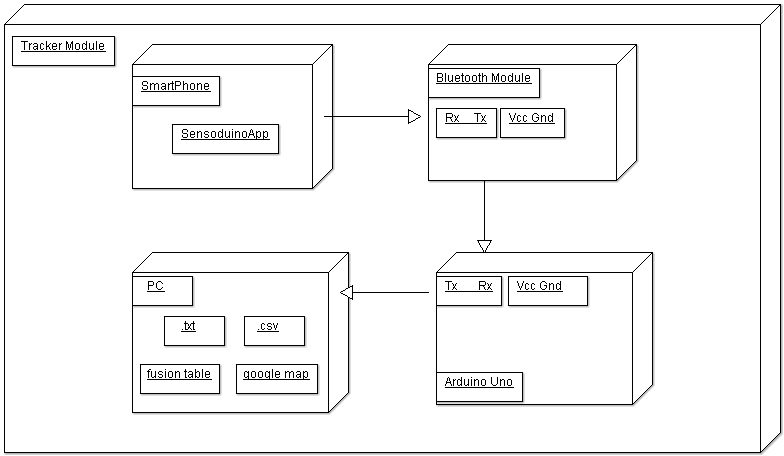 Tracker Module
SmartPhone
SensoduinoApp
Bluetooth Module
Rx Tx
Vcc Gnd
PC
.txt
.csv
fusion table
google map
Tx Rx
Vcc Gnd
Arduino Uno